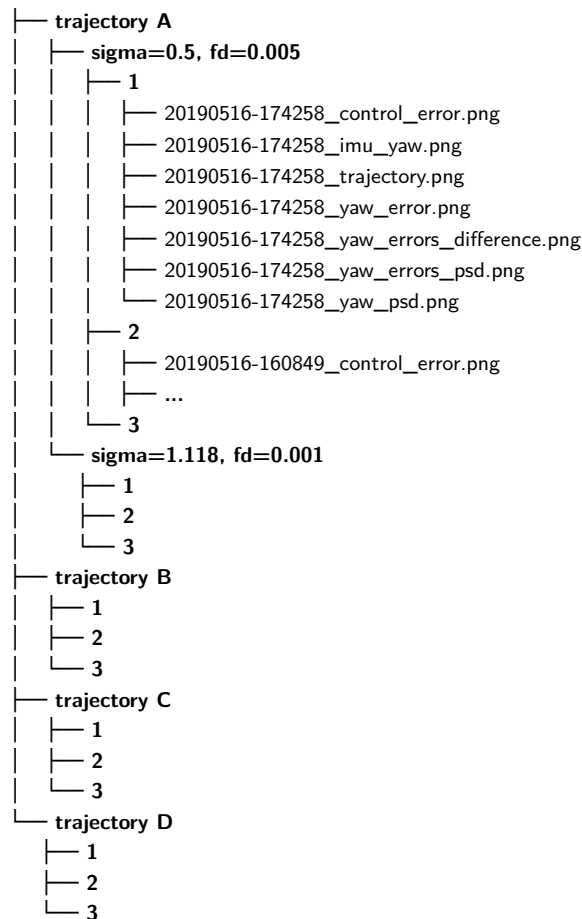 trajectory A
sigma=0.5, fd=0.005
1
20190516-174258_control_error.png
20190516-174258_imu_yaw.png
20190516-174258_trajectory.png
20190516-174258_yaw_error.png
20190516-174258_yaw_errors_difference.png
20190516-174258_yaw_errors_psd.png
20190516-174258_yaw_psd.png
2
20190516-160849_control_error.png
...
3
sigma=1.118, fd=0.001
1
2
3
trajectory B
1
2
3
trajectory C
1
2
3
trajectory D
1
2
3